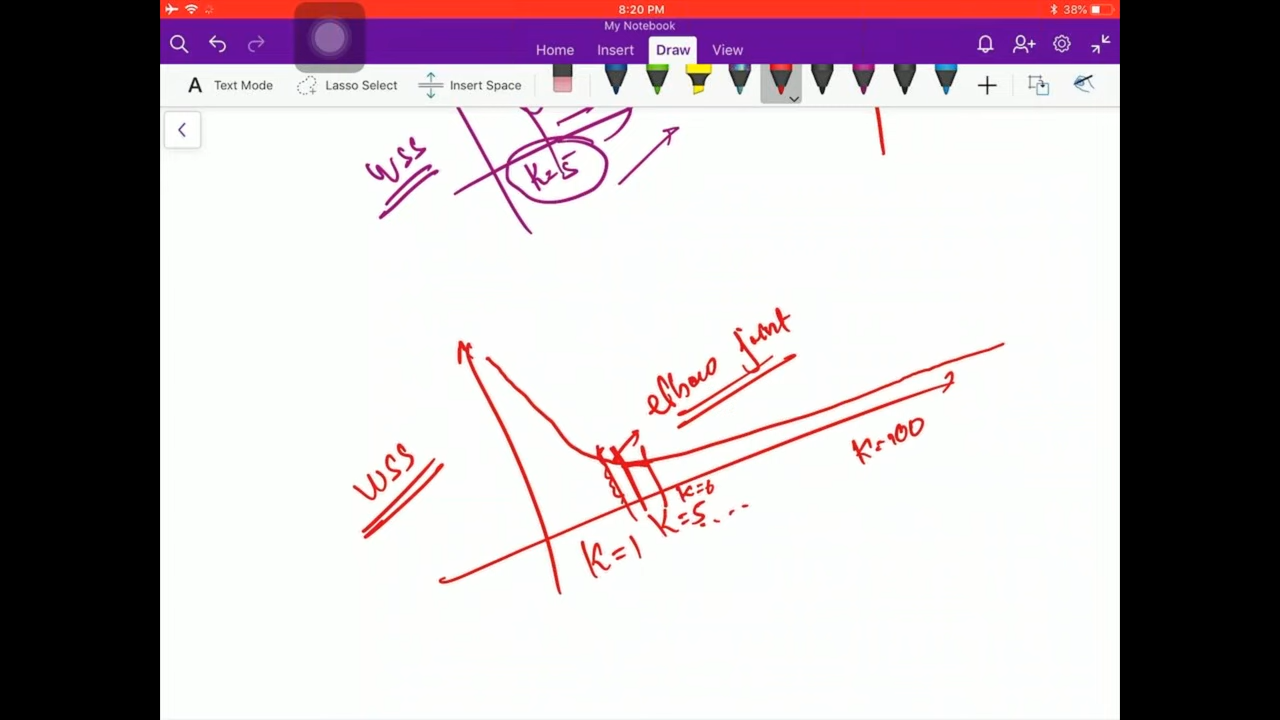 8:20 PM
38%
My Notebook
Home Insert Draw View
A Text Mode Lasso Select Insert Space
WSS
K=5
elbow joint
WSS
K=100
K=6
K=5....
K=1